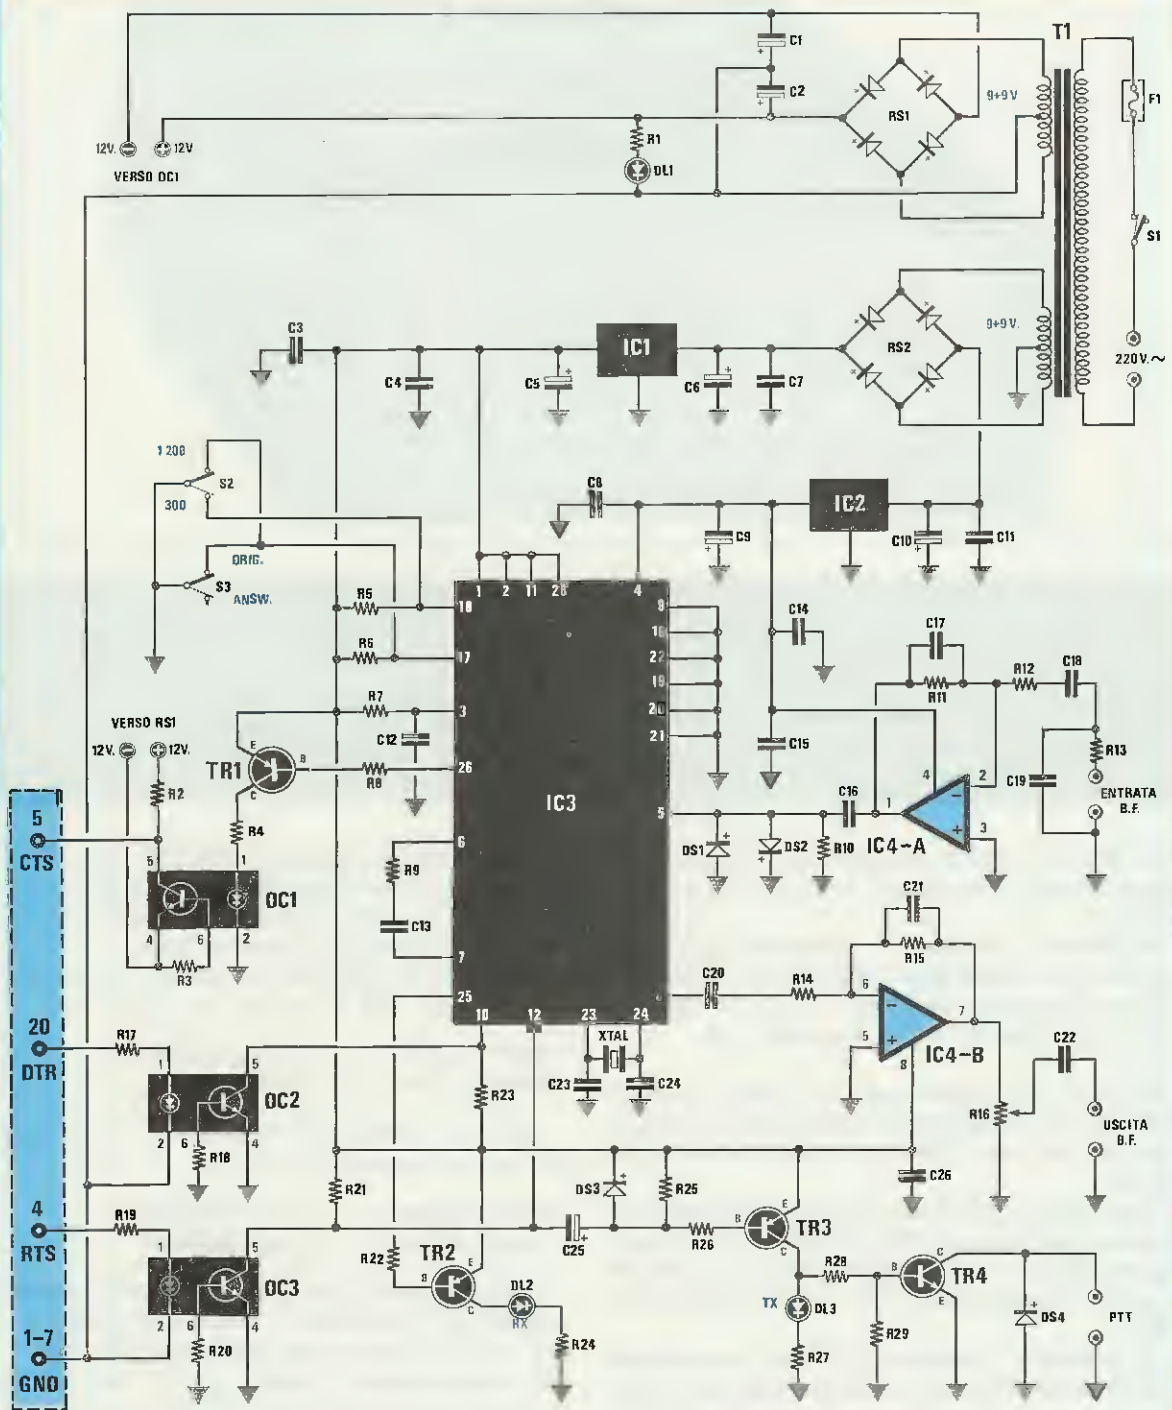 T1
C1
C2
9+9 V
F1
RS1
R1
DL1
12V. 12V
VERSO OC1
S1
C3
IC1
RS2
9+9 V.
220V.~
C4
C5
C6
C7
1200
S2
300
C8
IC2
C9
C10
C11
ORIG.
S3
ANSW.
R5
R6
R7
R8
C12
1 2 11 28
4
18
17
3
26
6
7
25
9
18
22
19
20
21
5
IC3
C14
C15
C16
C17
R11
R12
C18
R13
C19
ENTRATA
B.F.
4
2
1
3
IC4-A
DS1
DS2
R10
VERSO RS1
12V. 12V.
R2
TR1
E
B
C
R4
R9
C13
5
CTS
5
1
OC1
4
6
2
R3
C21
R15
C20
R14
6
7
5
8
IC4-B
C22
R16
USCITA
B.F.
10
12
23
24
XTAL
C23
C24
20
DTR
R17
1
5
OC2
2
6
4
R18
R23
R21
DS3
R25
C26
4
RTS
R19
1
5
OC3
2
6
4
R20
C25
R22
TR2
B
E
C
DL2
RX
R24
R26
B
E
C
TR3
R28
TX
DL3
R27
R29
B
C
E
TR4
DS4
PTT
1-7
GND